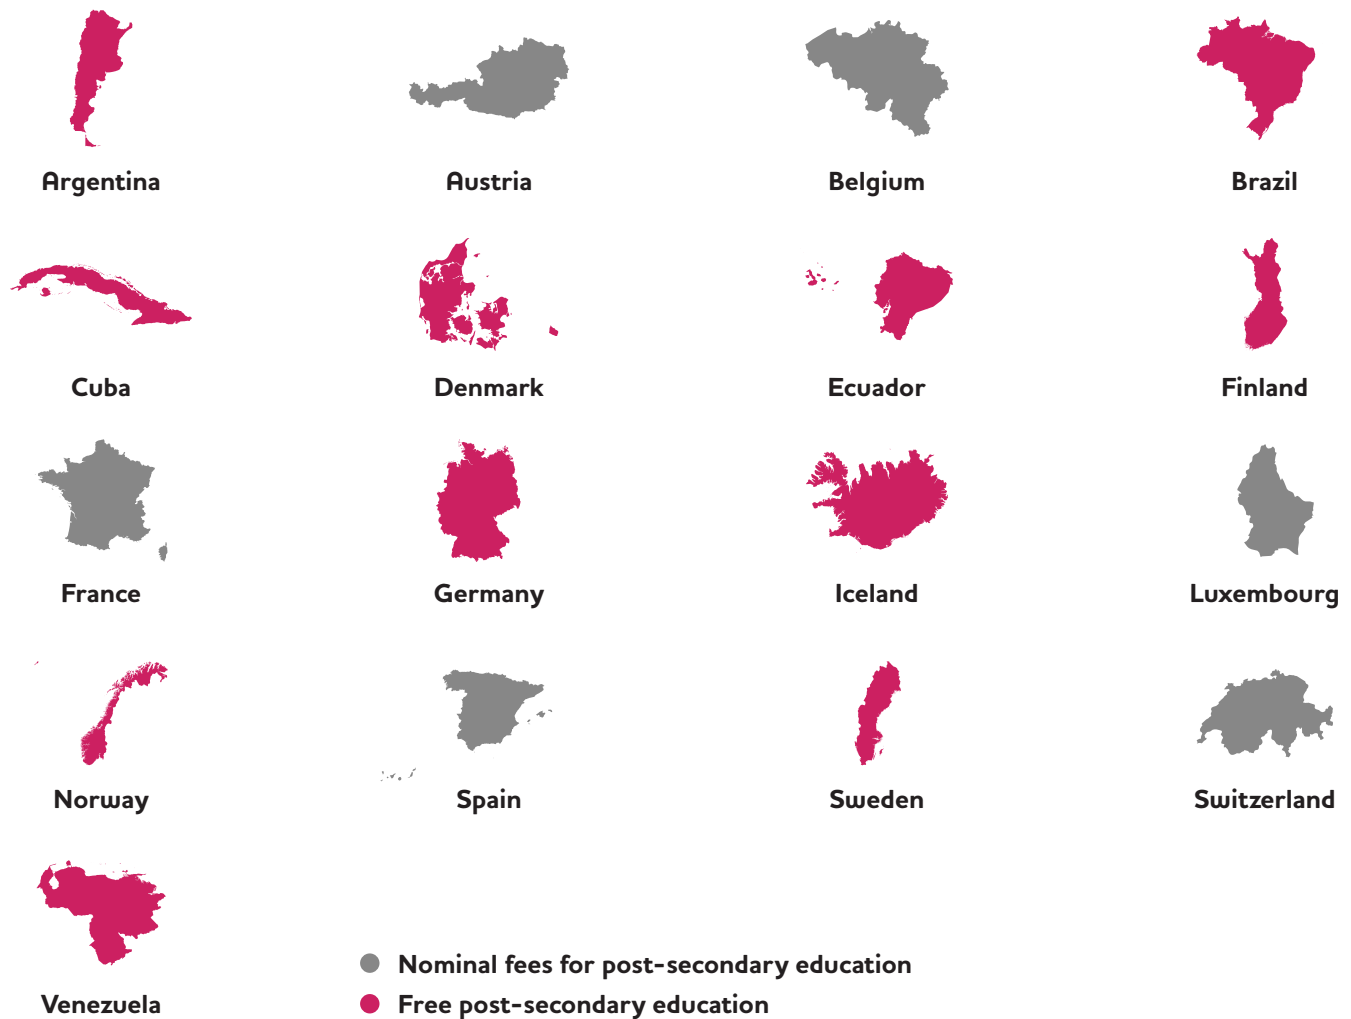 Argentina
Austria
Belgium
Brazil
Cuba
Denmark
Ecuador
Finland
France
Germany
Iceland
Luxembourg
Norway
Spain
Sweden
Switzerland
Venezuela
Nominal fees for post-secondary education
Free post-secondary education